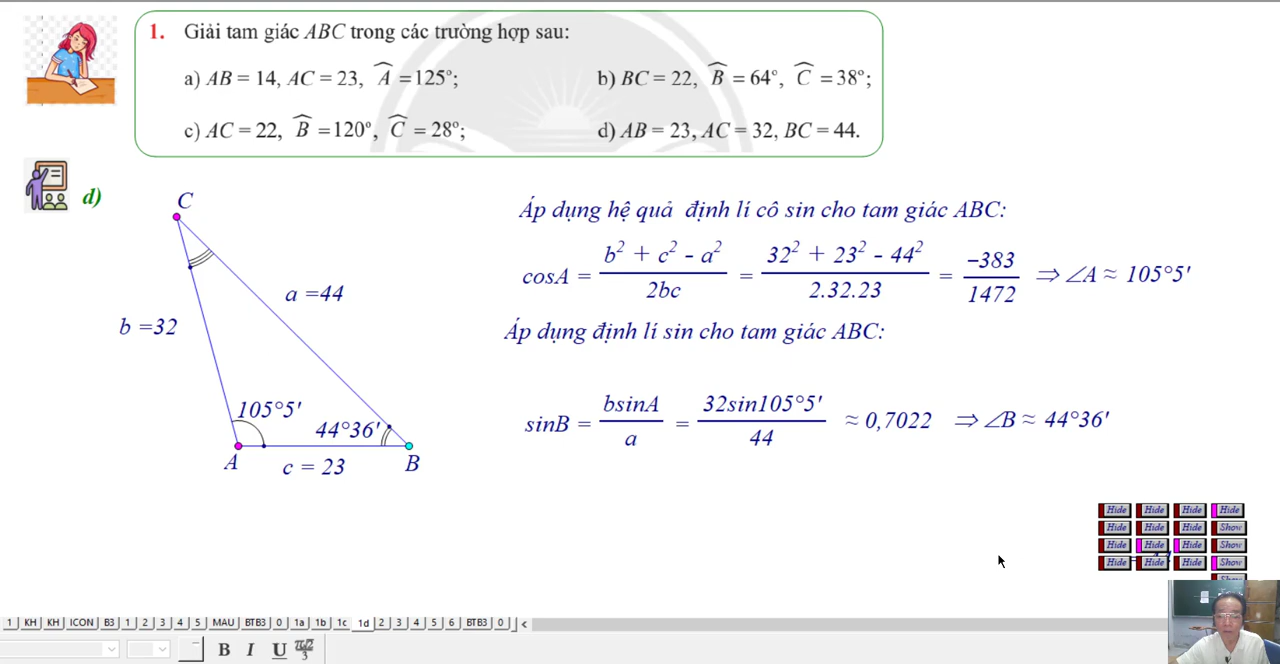 1. Giải tam giác ABC trong các trường hợp sau:
a) AB = 14, AC = 23, Â = 125°;
b) BC = 22, B̂ = 64°, Ĉ = 38°;
c) AC = 22, B̂ = 120°, Ĉ = 28°;
d) AB = 23, AC = 32, BC = 44.
d)
C
a =44
b =32
105°5'
44°36'
A
c = 23
B
Áp dụng hệ quả định lí cô sin cho tam giác ABC:
cosA = (b² + c² - a²)/(2bc) = (32² + 23² - 44²)/(2.32.23) = −383/1472 ⇒ ∠A ≈ 105°5'
Áp dụng định lí sin cho tam giác ABC:
sinB = bsinA/a = 32sin105°5'/44 ≈ 0,7022 ⇒ ∠B ≈ 44°36'
Hide Hide Hide Hide
Hide Hide Hide Show
Hide Hide Hide Show
Hide Hide Hide Show
1 KH KH ICON B3 1 2 3 4 5 MAU BTB3 0 1a 1b 1c 1d 2 3 4 5 6 BTB3 0
B I U